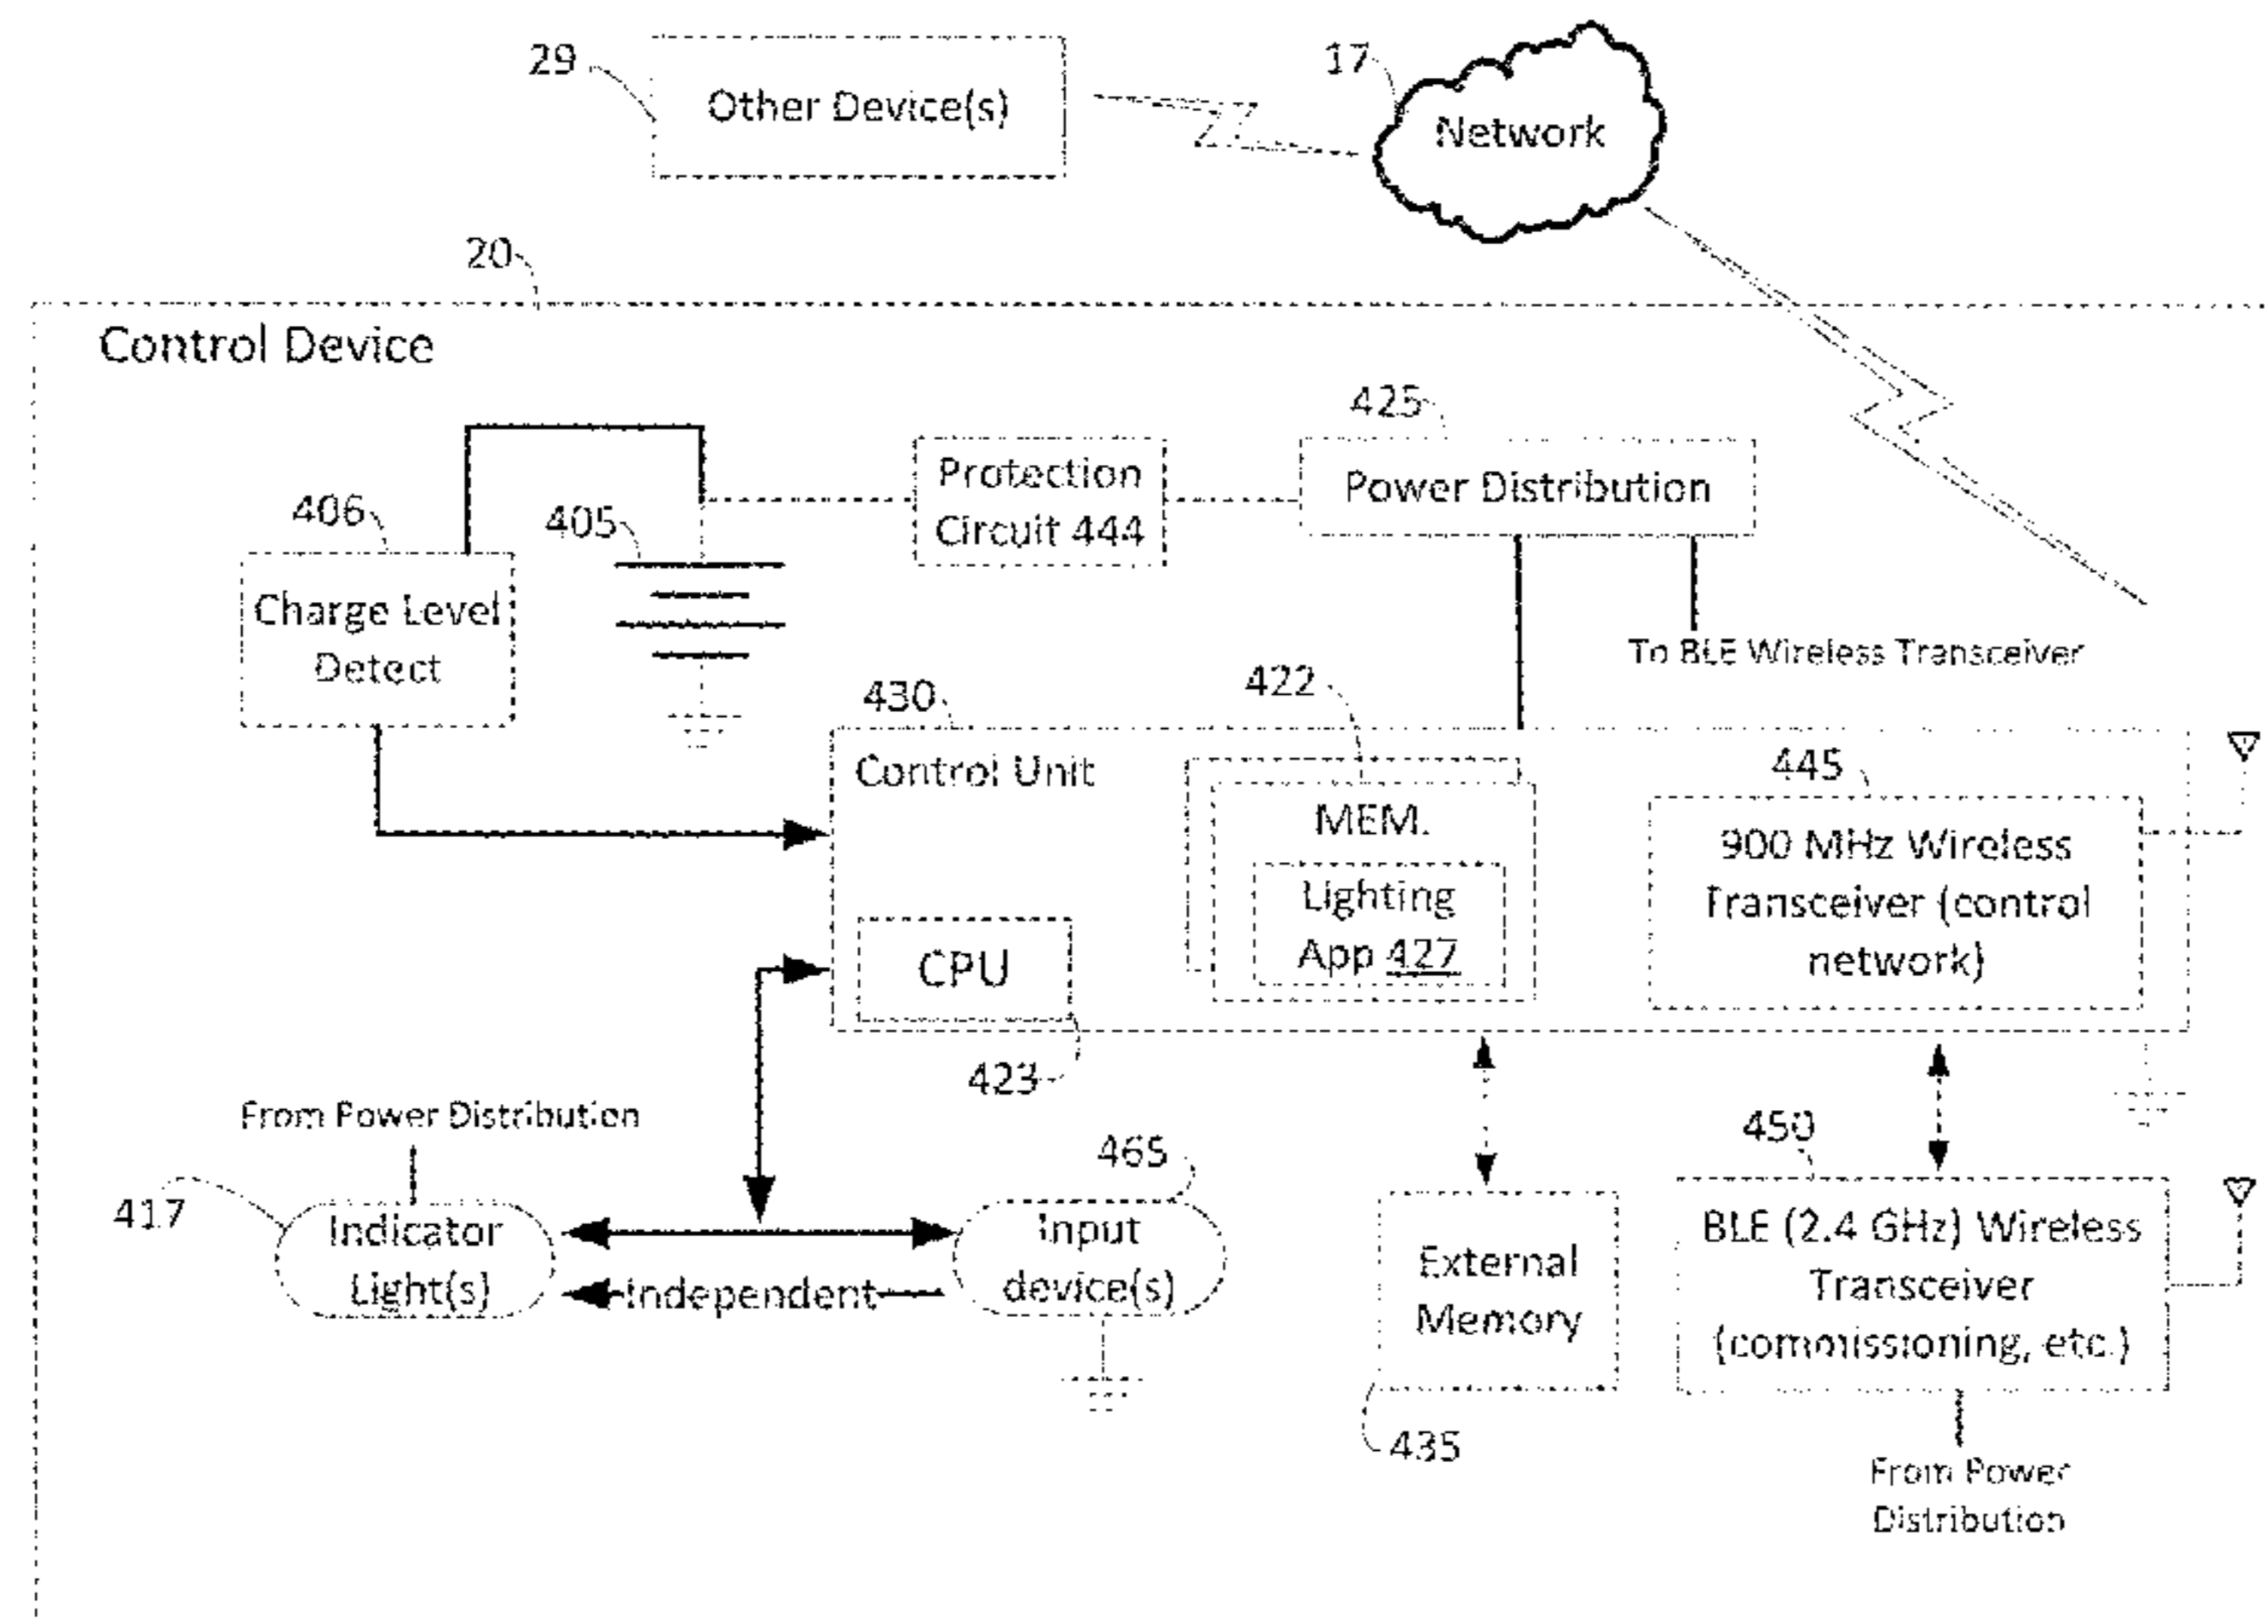 29
Other Device(s)
17
Network
20
Control Device
425
Protection
Circuit 444
Power Distribution
406
405
Charge Level
Detect
To BLE Wireless Transceiver
430
422
Control Unit
445
MEM.
900 MHz Wireless
Transceiver (control
network)
Lighting
App 427
CPU
423
From Power Distribution
465
450
417
Indicator
Light(s)
Input
device(s)
Independent
External
Memory
BLE (2.4 GHz) Wireless
Transceiver
(commissioning, etc.)
435
From Power
Distribution